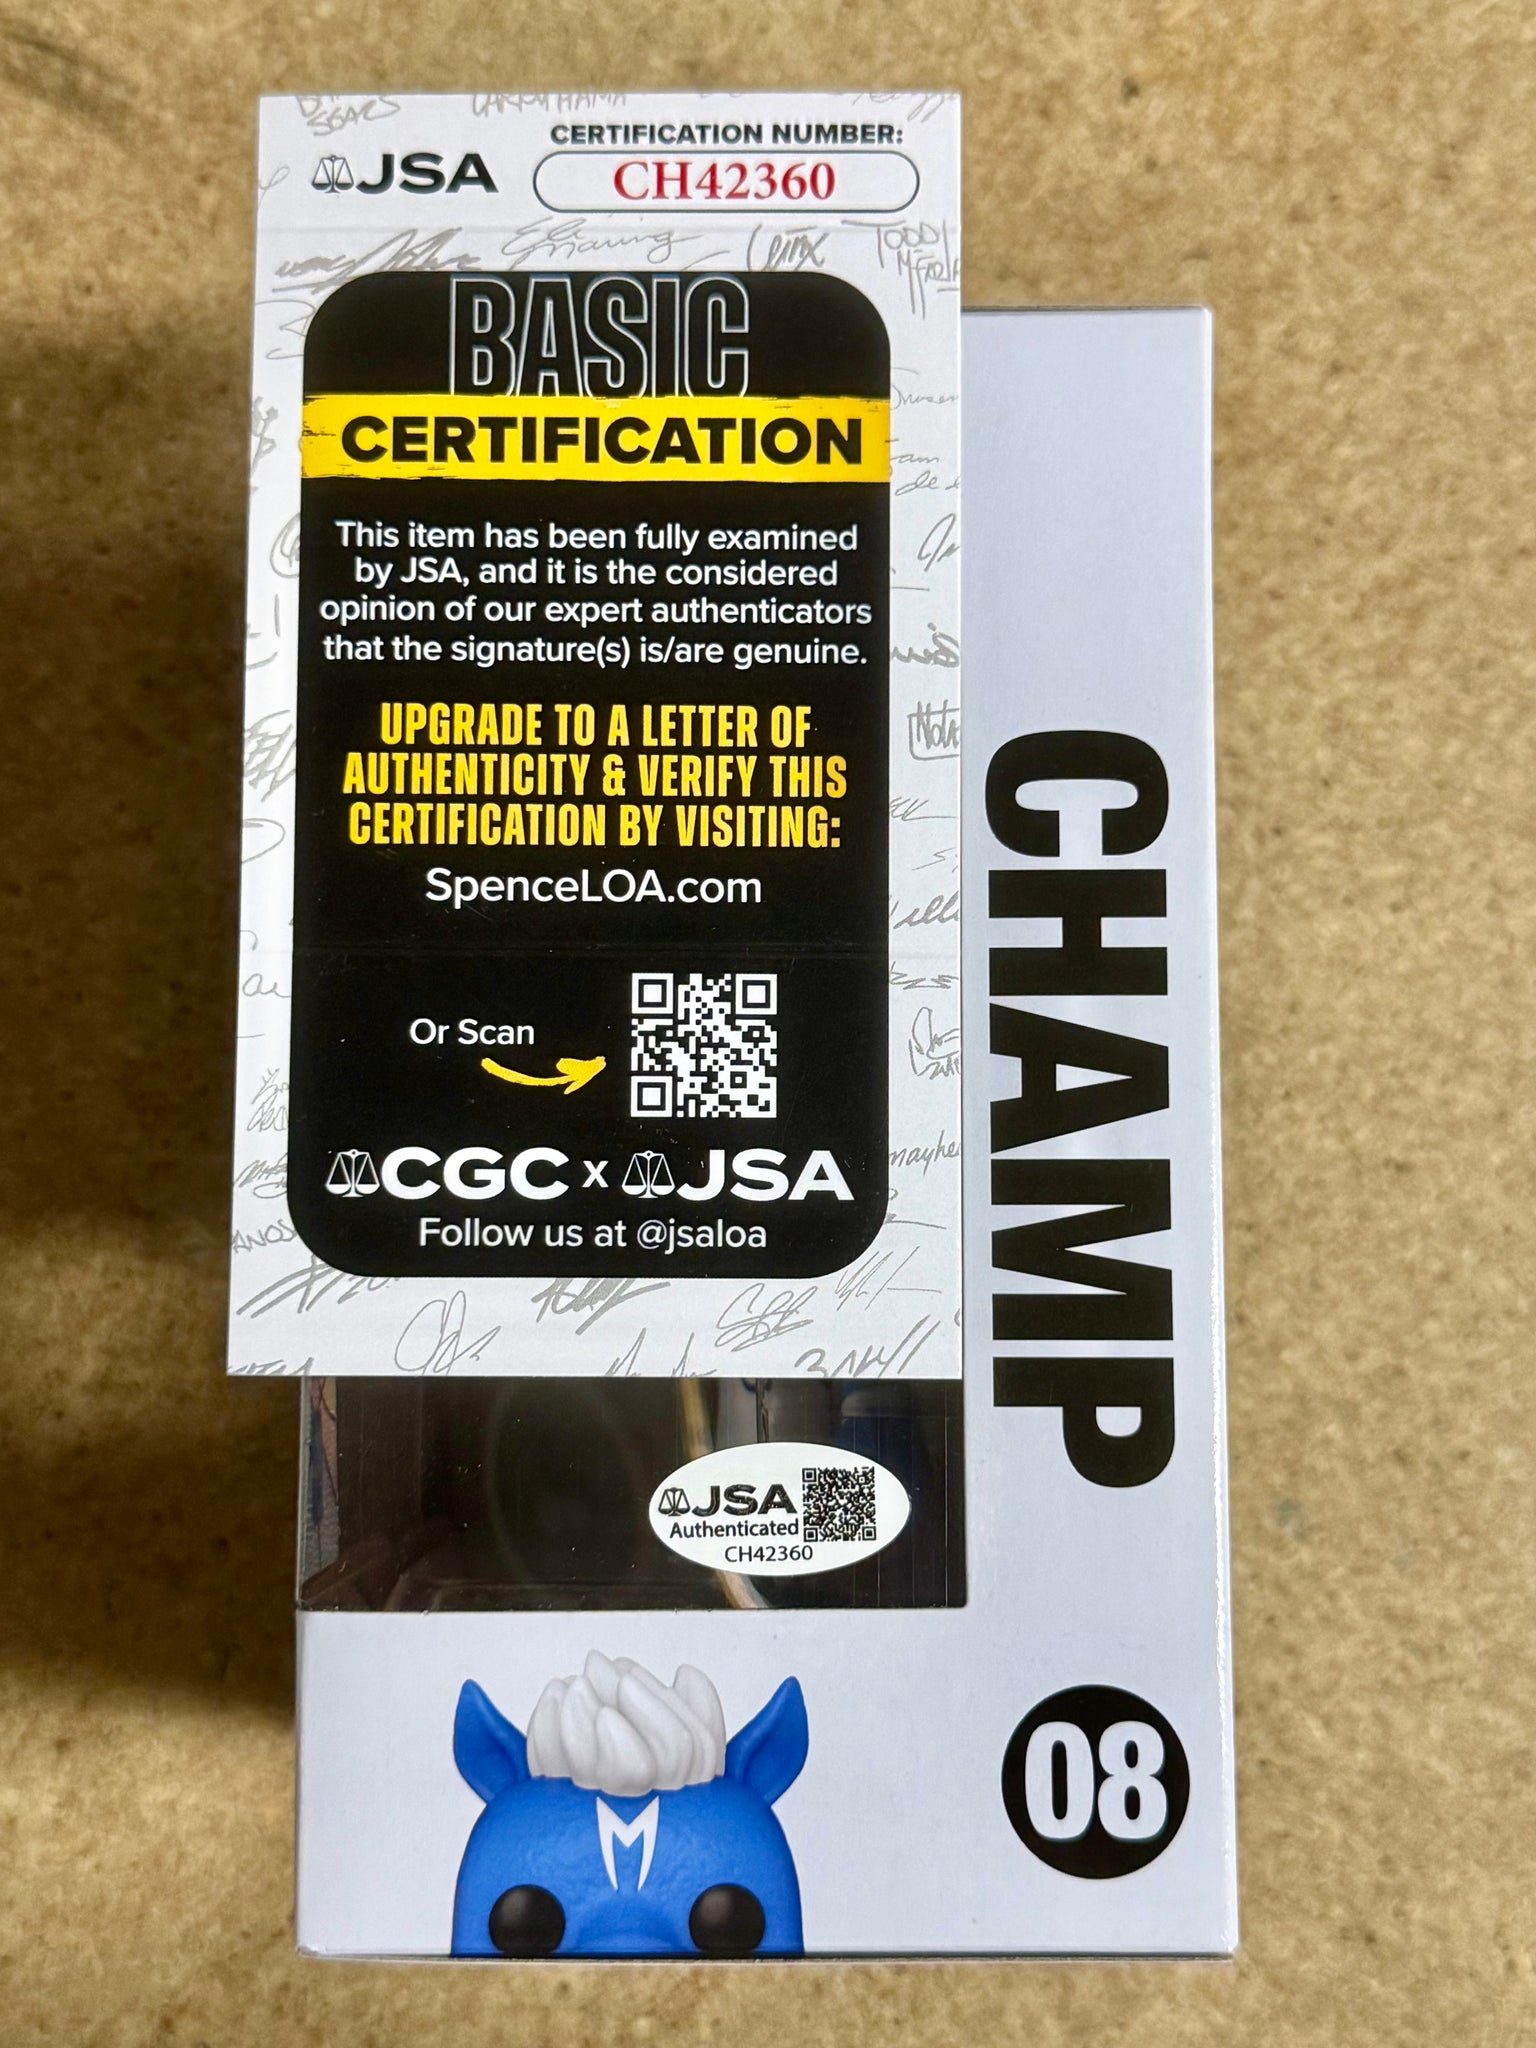 JSA
CERTIFICATION NUMBER:
CH42360
BASIC
CERTIFICATION
This item has been fully examined
by JSA, and it is the considered
opinion of our expert authenticators
that the signature(s) is/are genuine.
UPGRADE TO A LETTER OF
AUTHENTICITY & VERIFY THIS
CERTIFICATION BY VISITING:
SpenceLOA.com
Or Scan
CGC x JSA
Follow us at @jsaloa
CHAMP
JSA
Authenticated
CH42360
08
M